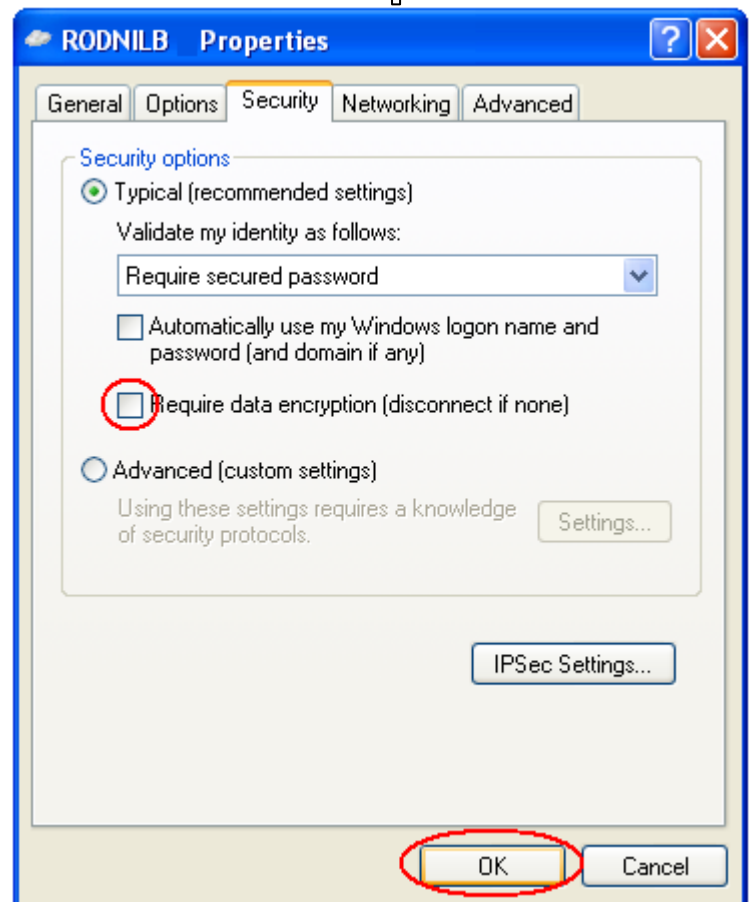 RODNILB Properties
General Options Security Networking Advanced
Security options
Typical (recommended settings)
Validate my identity as follows:
Require secured password
Automatically use my Windows logon name and
password (and domain if any)
Require data encryption (disconnect if none)
Advanced (custom settings)
Using these settings requires a knowledge
of security protocols.
Settings...
IPSec Settings...
OK Cancel